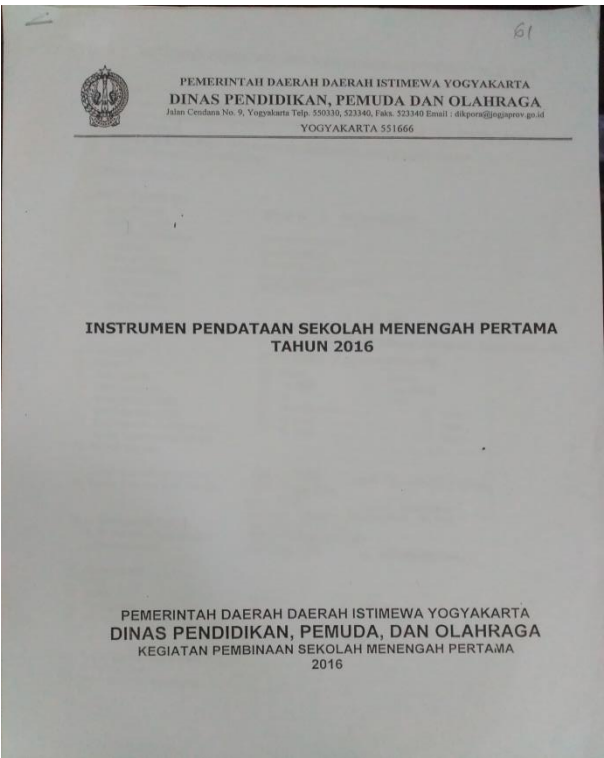 61
PEMERINTAH DAERAH DAERAH ISTIMEWA YOGYAKARTA
DINAS PENDIDIKAN, PEMUDA DAN OLAHRAGA
Jalan Cendana No. 9, Yogyakarta Telp. 550330, 523340, Faks. 523340 Email : dikpora@jogjaprov.go.id
YOGYAKARTA 551666
INSTRUMEN PENDATAAN SEKOLAH MENENGAH PERTAMA
TAHUN 2016
PEMERINTAH DAERAH DAERAH ISTIMEWA YOGYAKARTA
DINAS PENDIDIKAN, PEMUDA, DAN OLAHRAGA
KEGIATAN PEMBINAAN SEKOLAH MENENGAH PERTAMA
2016